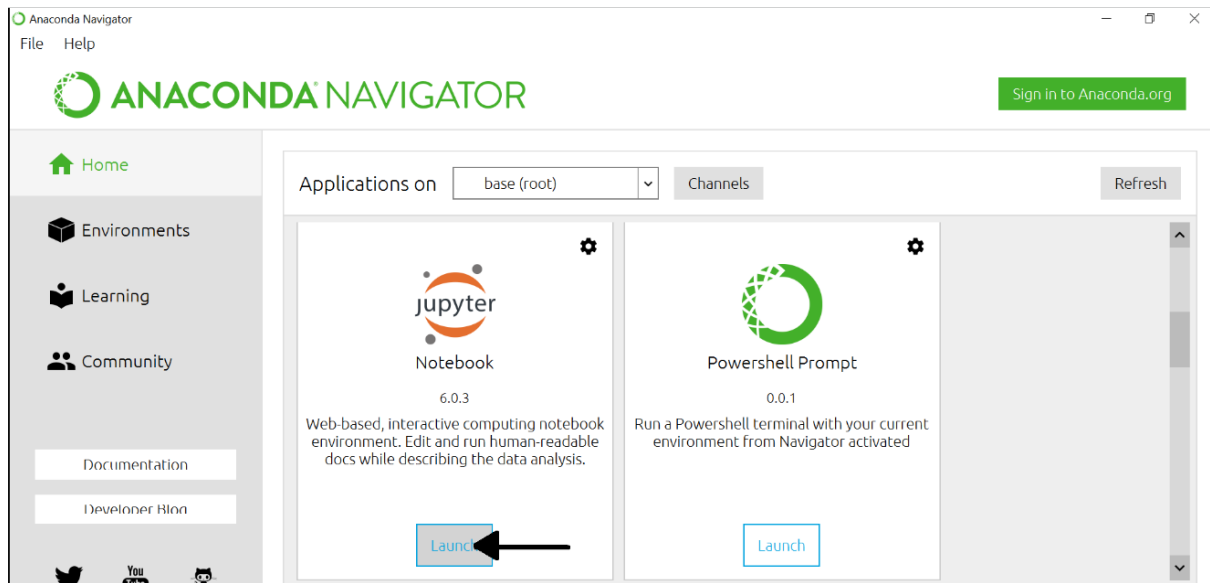 Anaconda Navigator
File Help
ANACONDA NAVIGATOR
Sign in to Anaconda.org
Home
Environments
Learning
Community
Documentation
Developer Blog
You
Tube
Applications on base (root) Channels Refresh
jupyter
Notebook
6.0.3
Web-based, interactive computing notebook
environment. Edit and run human-readable
docs while describing the data analysis.
Launch
Powershell Prompt
0.0.1
Run a Powershell terminal with your current
environment from Navigator activated
Launch